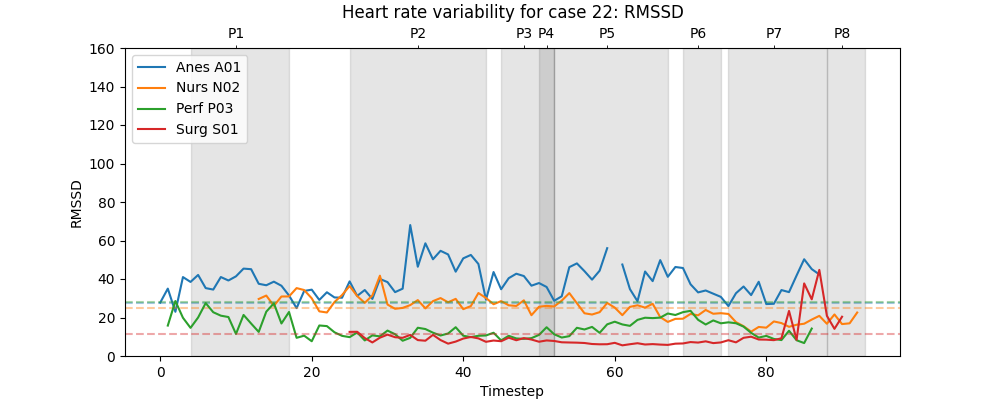 Heart rate variability for case 22: RMSSD
P1 P2 P3 P4 P5 P6 P7 P8
160
140
120
100
80
60
40
20
0
RMSSD
Anes A01
Nurs N02
Perf P03
Surg S01
0 20 40 60 80
Timestep